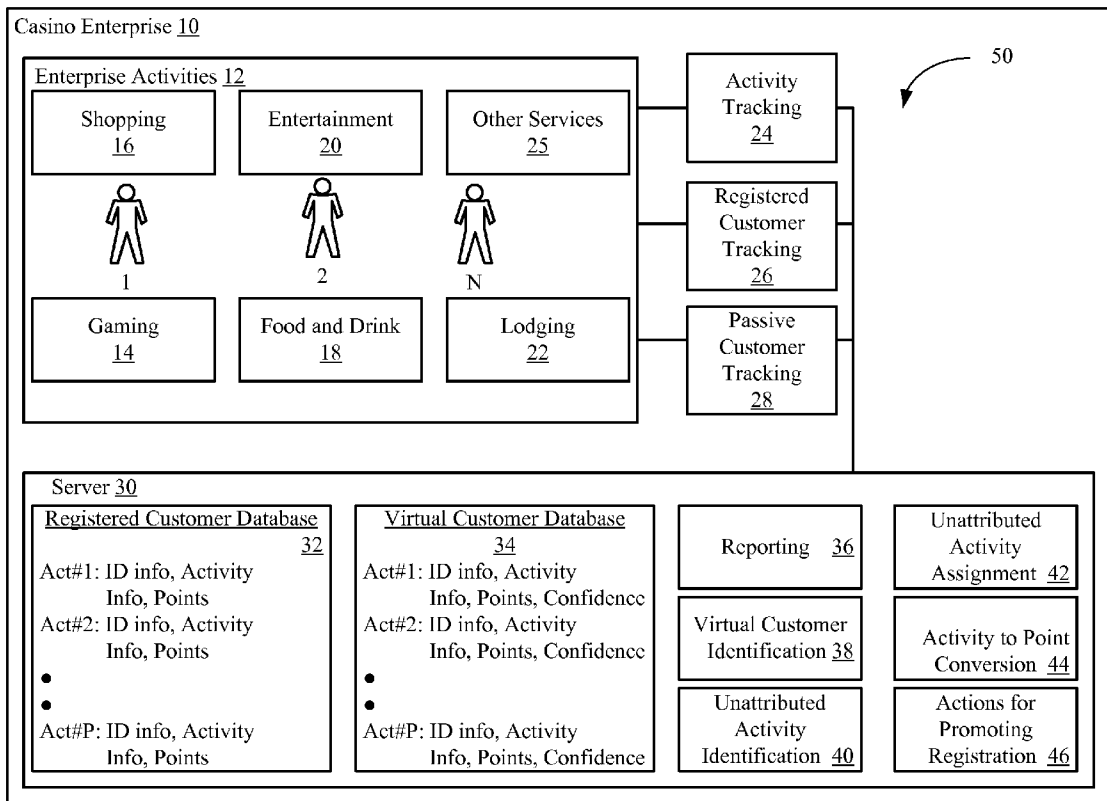 Casino Enterprise 10
50
Enterprise Activities 12
Shopping
16
Entertainment
20
Other Services
25
1
2
N
Gaming
14
Food and Drink
18
Lodging
22
Activity
Tracking
24
Registered
Customer
Tracking
26
Passive
Customer
Tracking
28
Server 30
Registered Customer Database
32
Act#1: ID info, Activity
Info, Points
Act#2: ID info, Activity
Info, Points
Act#P: ID info, Activity
Info, Points
Virtual Customer Database
34
Act#1: ID info, Activity
Info, Points, Confidence
Act#2: ID info, Activity
Info, Points, Confidence
Act#P: ID info, Activity
Info, Points, Confidence
Reporting 36
Virtual Customer
Identification 38
Unattributed
Activity
Identification 40
Unattributed
Activity
Assignment 42
Activity to Point
Conversion 44
Actions for
Promoting
Registration 46